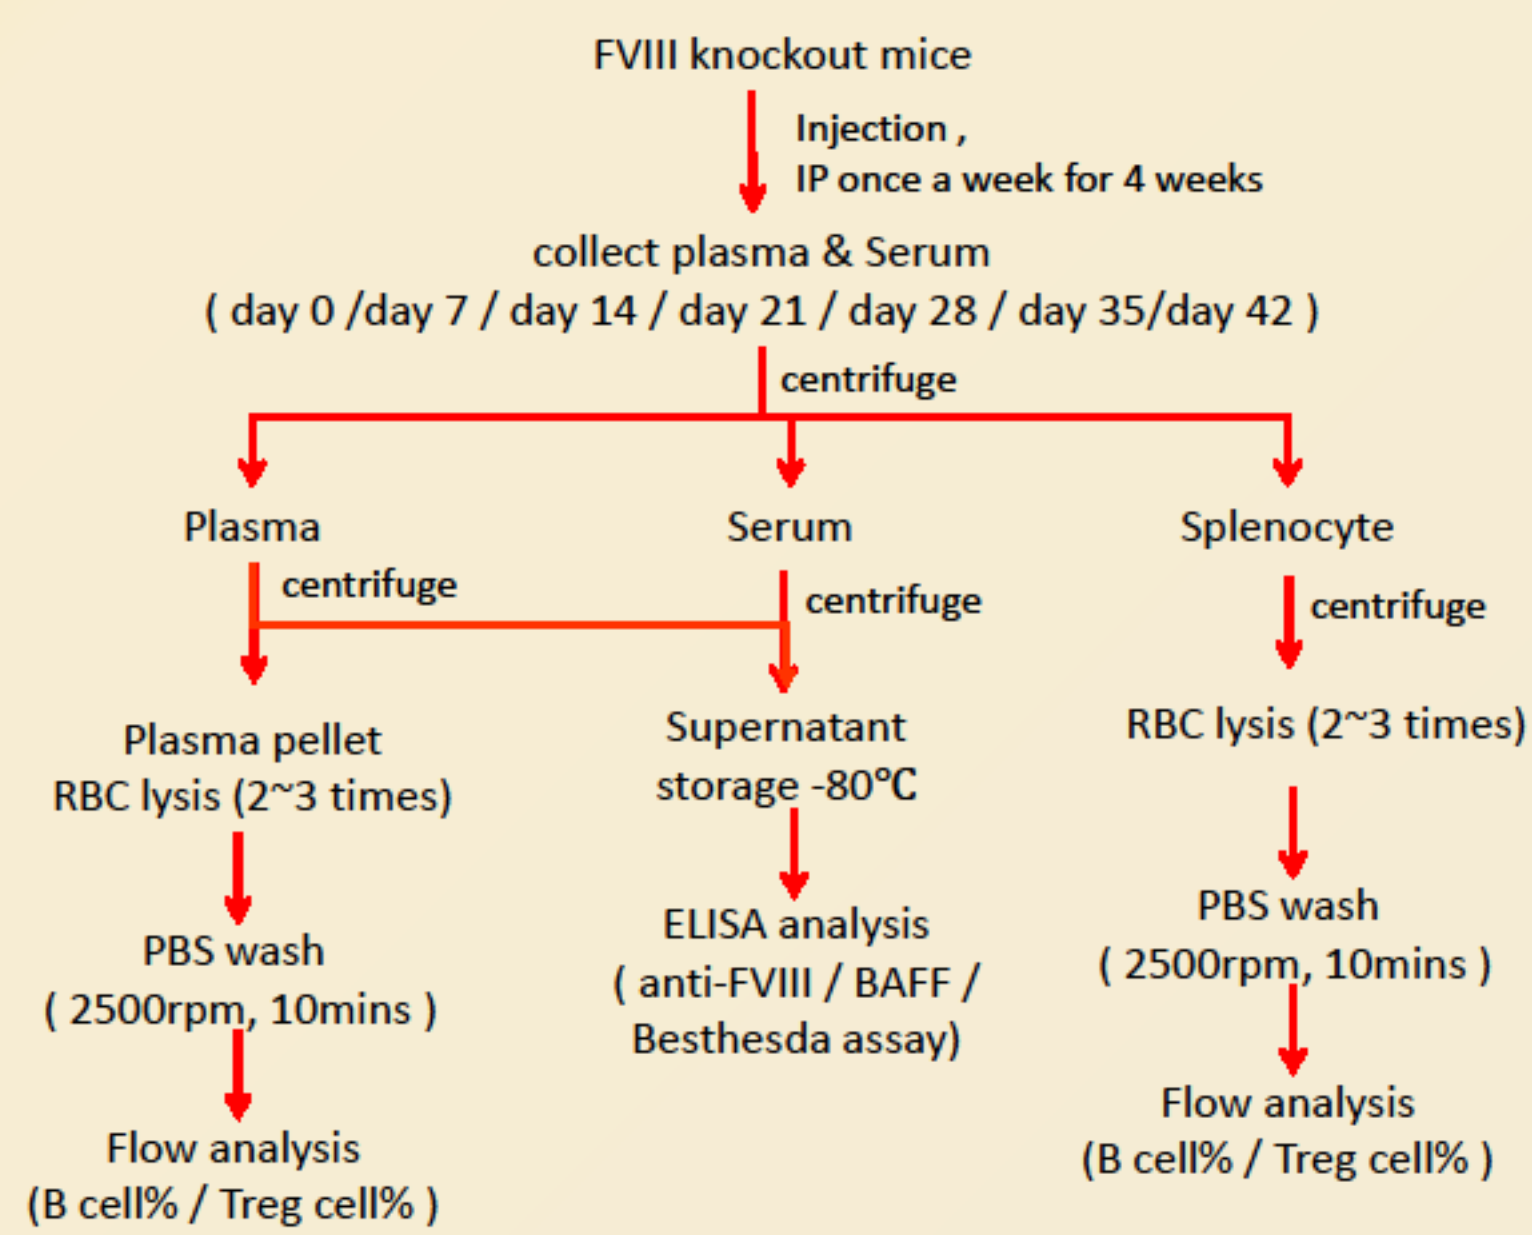 FVIII knockout mice
Injection ,
IP once a week for 4 weeks
collect plasma & Serum
( day 0 /day 7 / day 14 / day 21 / day 28 / day 35/day 42 )
centrifuge
Plasma
Serum
Splenocyte
centrifuge
centrifuge
centrifuge
Plasma pellet
RBC lysis (2~3 times)
Supernatant
storage -80℃
RBC lysis (2~3 times)
PBS wash
( 2500rpm, 10mins )
ELISA analysis
( anti-FVIII / BAFF /
Besthesda assay)
PBS wash
( 2500rpm, 10mins )
Flow analysis
(B cell% / Treg cell% )
Flow analysis
(B cell% / Treg cell% )